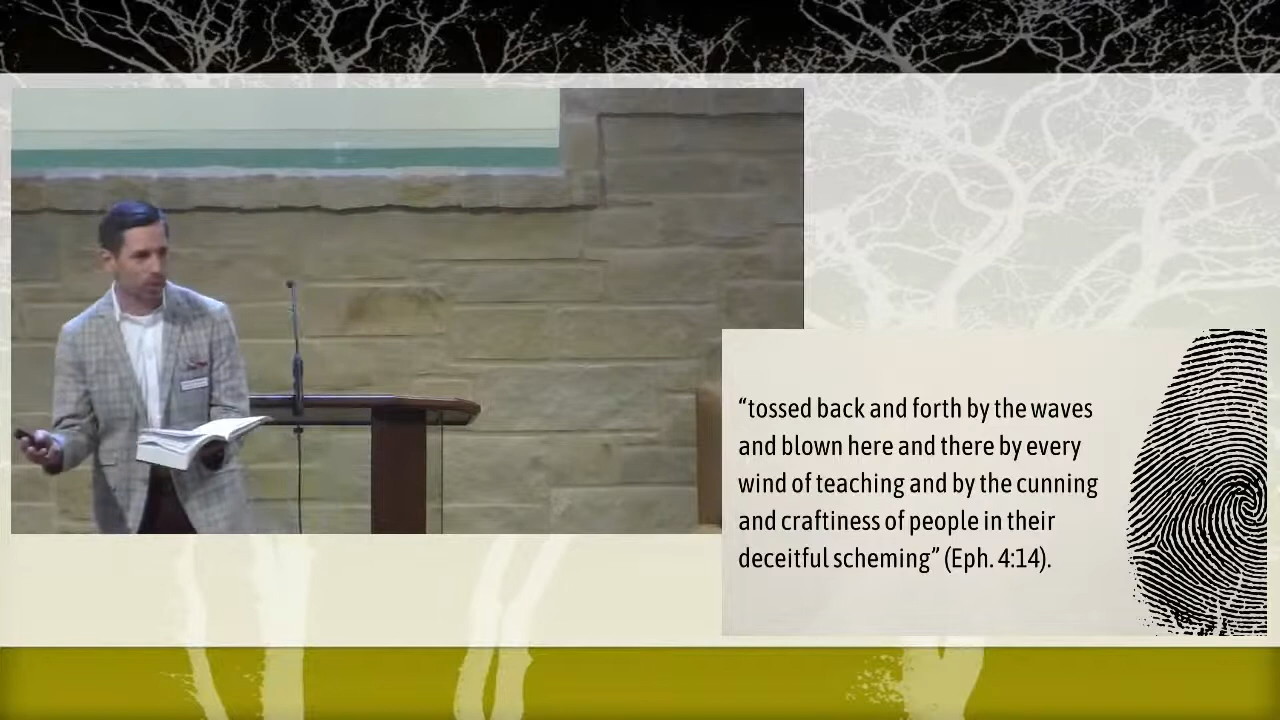 “tossed back and forth by the waves
and blown here and there by every
wind of teaching and by the cunning
and craftiness of people in their
deceitful scheming” (Eph. 4:14).